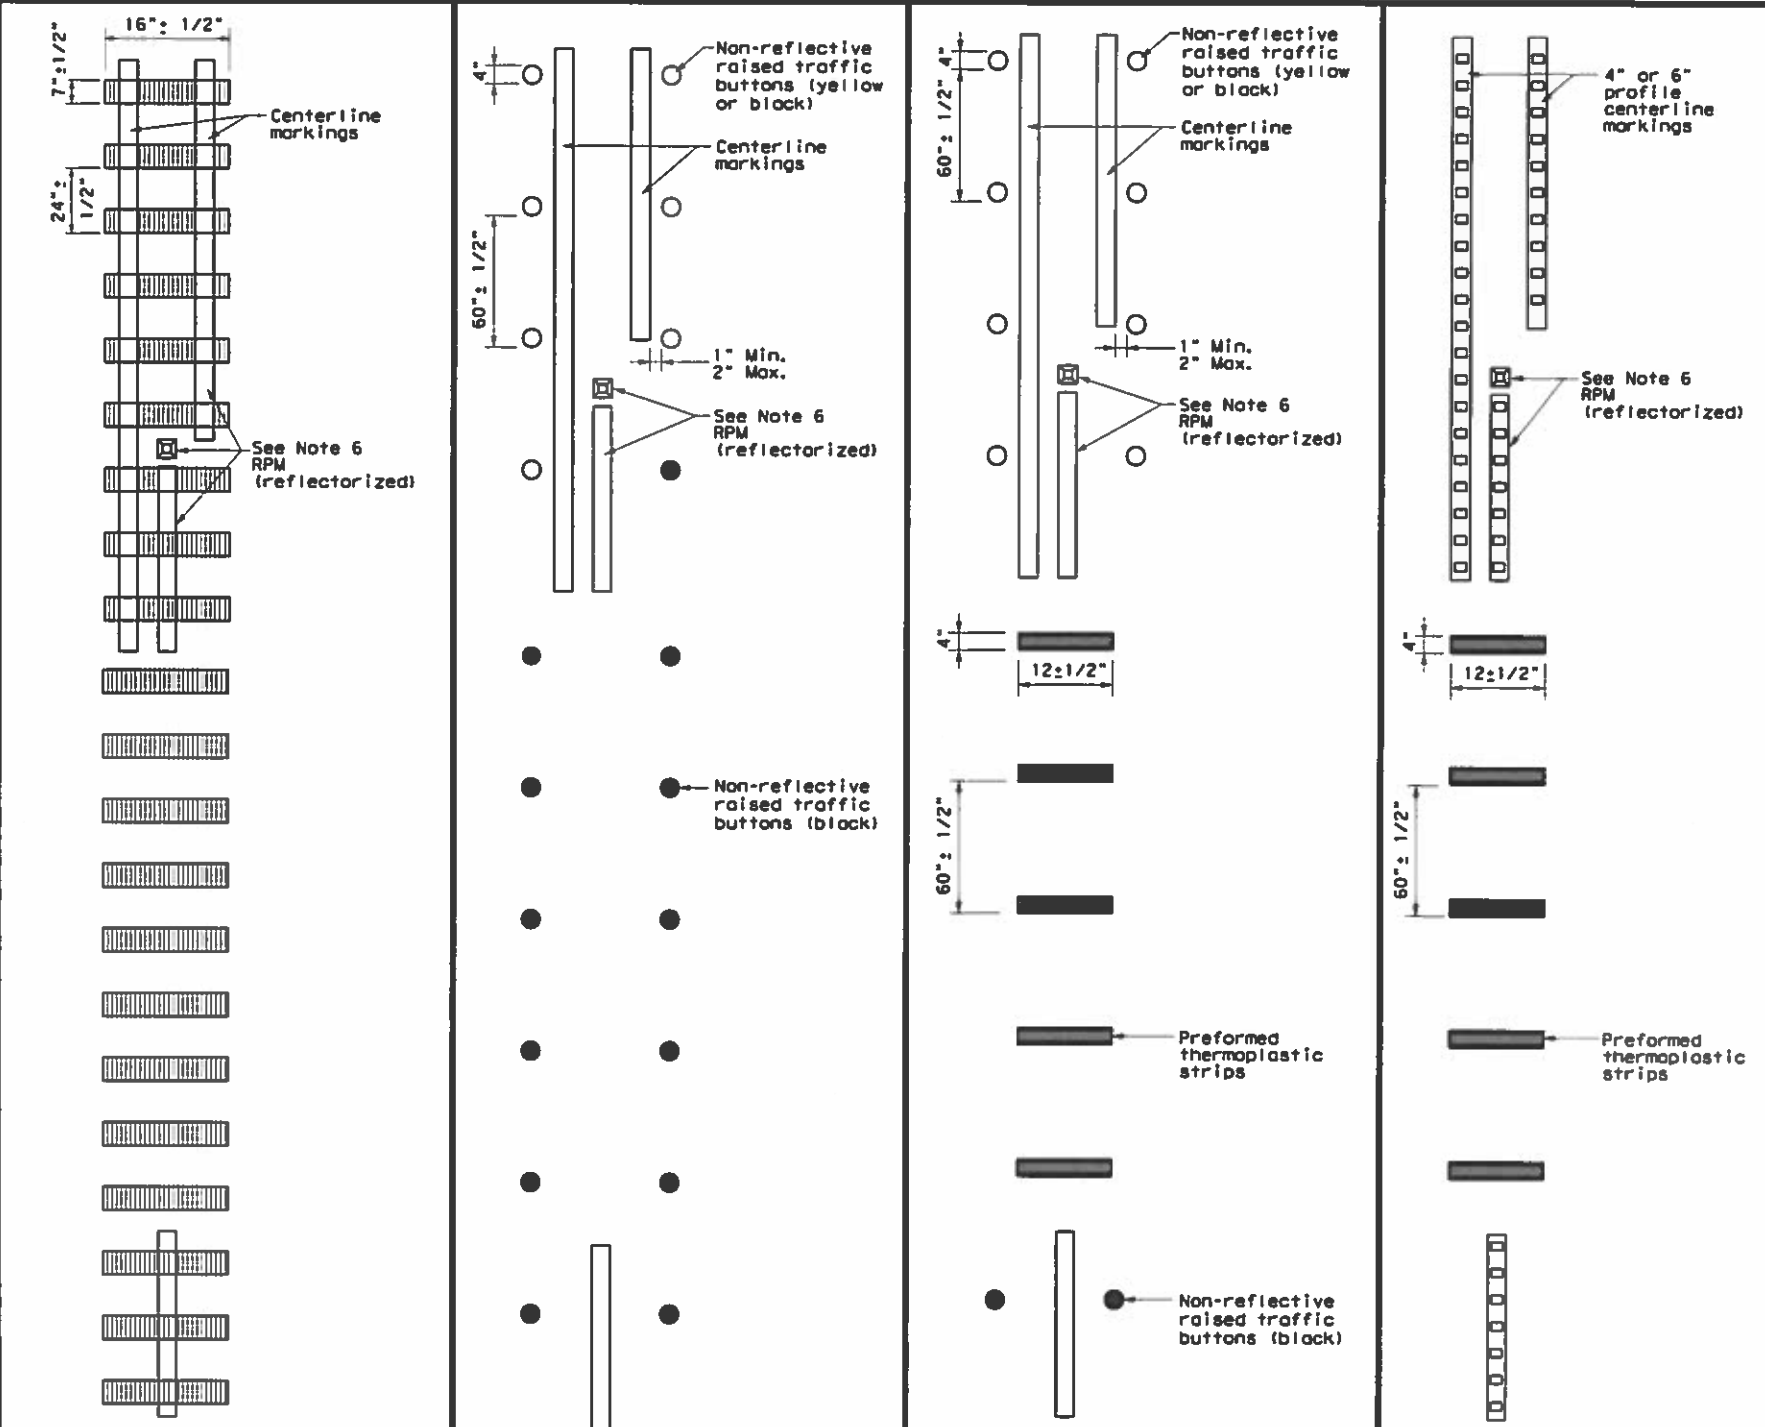 16"± 1/2"
7"±1/2"
Centerline
markings
24"±
1/2"
See Note 6
RPM
(reflectorized)
4"
Non-reflective
raised traffic
buttons (yellow
or black)
Centerline
markings
60"± 1/2"
1" Min.
2" Max.
See Note 6
RPM
(reflectorized)
Non-reflective
raised traffic
buttons (black)
4"
Non-reflective
raised traffic
buttons (yellow
or black)
60"± 1/2"
Centerline
markings
1" Min.
2" Max.
See Note 6
RPM
(reflectorized)
4"
12±1/2"
60"± 1/2"
Preformed
thermoplastic
strips
Non-reflective
raised traffic
buttons (black)
4" or 6"
profile
centerline
markings
See Note 6
RPM
(reflectorized)
4"
12±1/2"
60"± 1/2"
Preformed
thermoplastic
strips